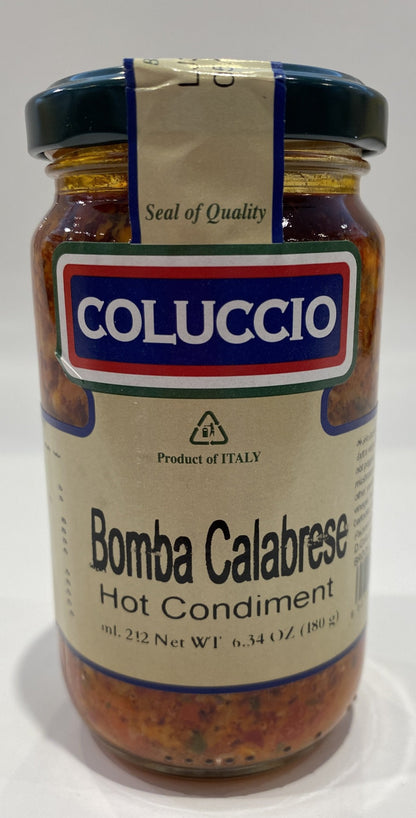 Seal of Quality
COLUCCIO
Product of ITALY
Bomba Calabrese
Hot Condiment
ml. 212 Net WT 6.34 OZ (180 g)